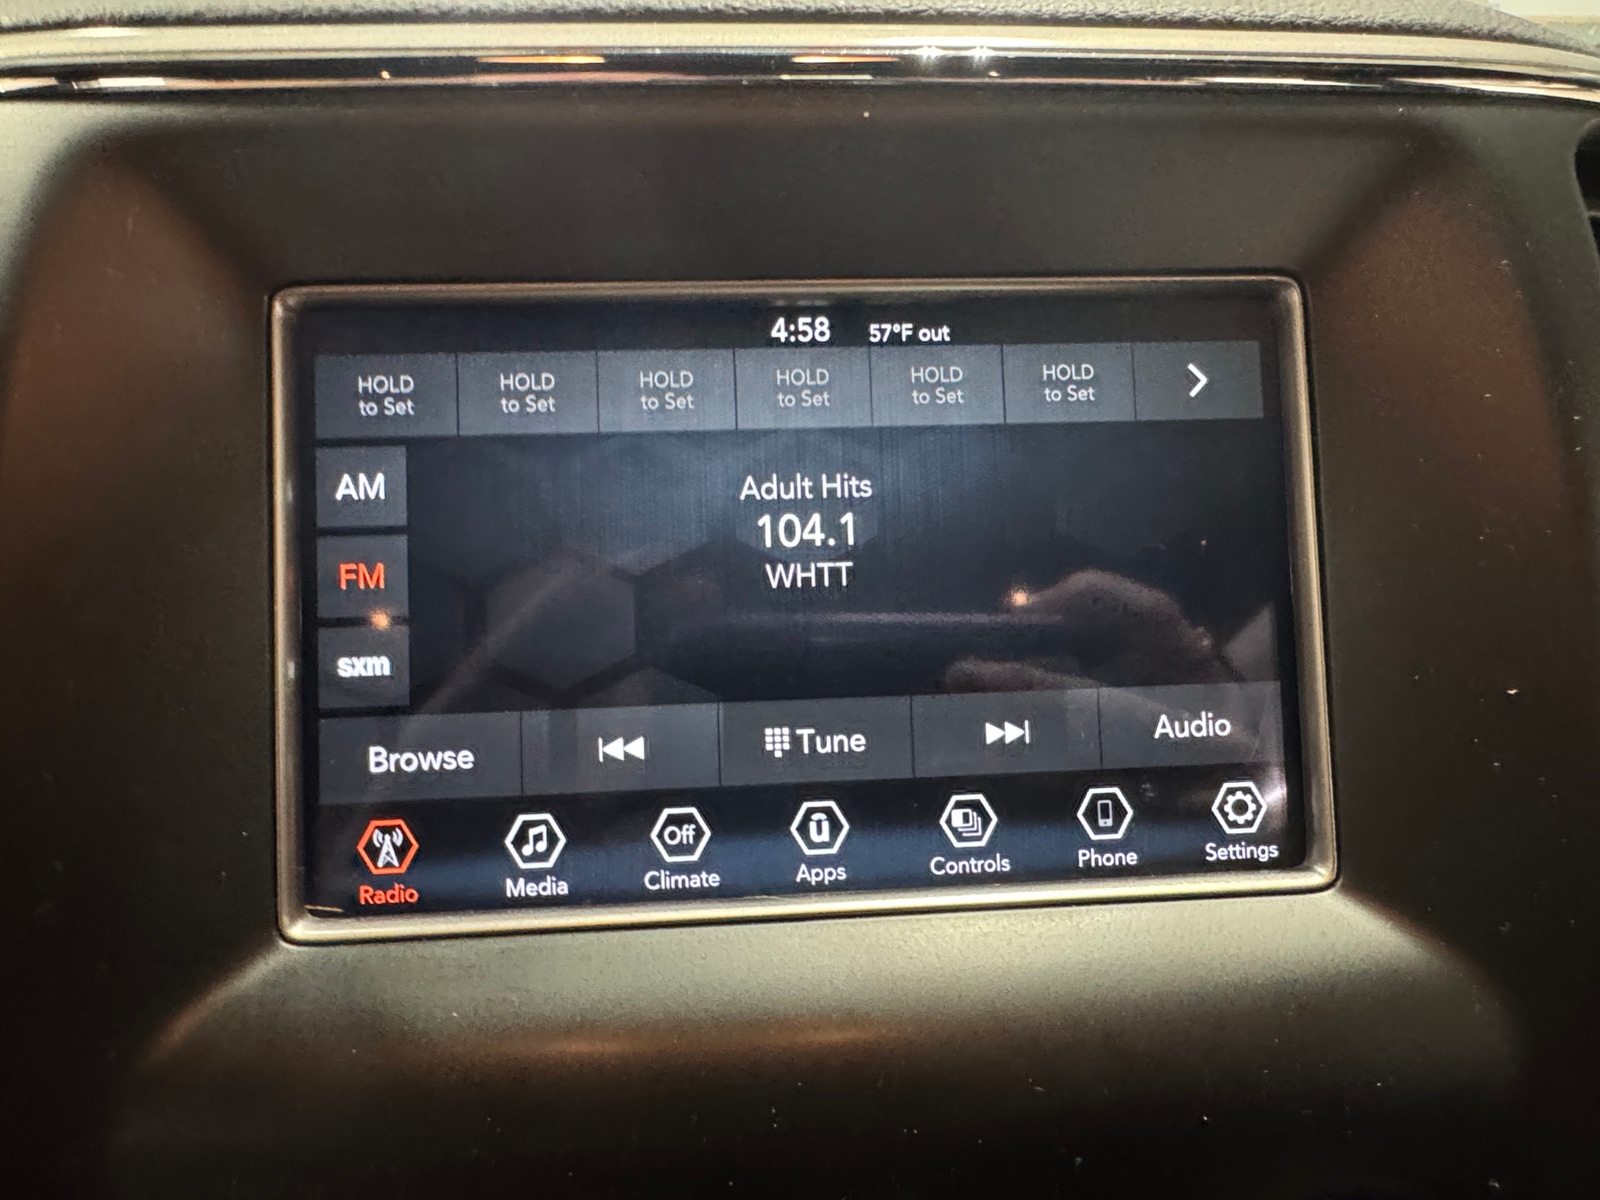 4:58 57°F out
HOLD HOLD HOLD HOLD HOLD HOLD
to Set to Set to Set to Set to Set to Set
AM
Adult Hits
104.1
FM
WHTT
sxm
Browse Tune Audio
Off
Radio Media Climate Apps Controls Phone Settings